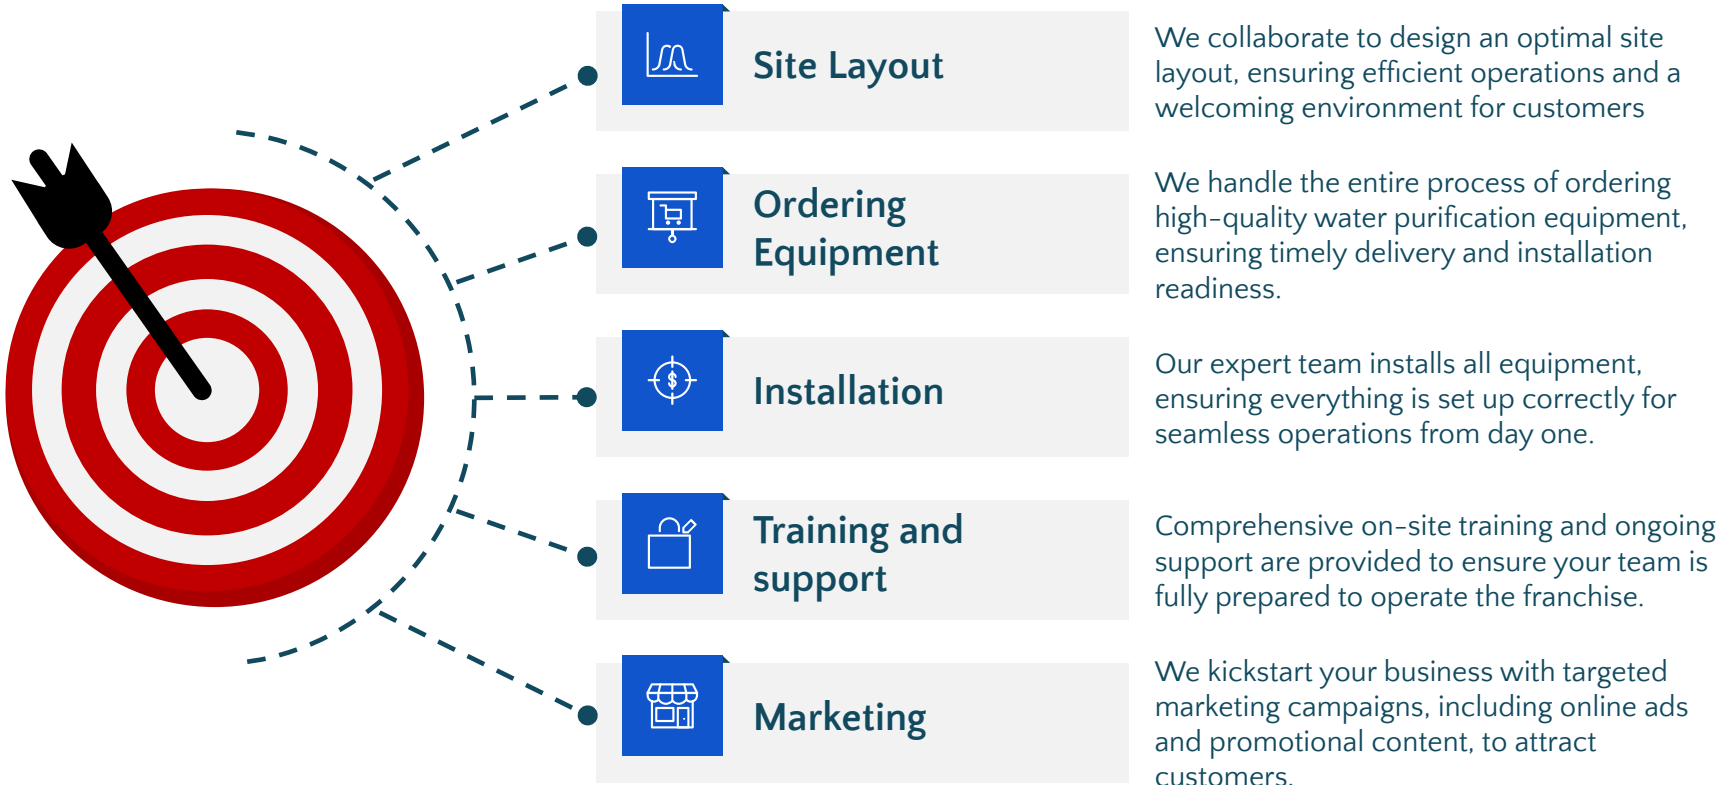 Site Layout
We collaborate to design an optimal site
layout, ensuring efficient operations and a
welcoming environment for customers
Ordering
Equipment
We handle the entire process of ordering
high-quality water purification equipment,
ensuring timely delivery and installation
readiness.
$
Installation
Our expert team installs all equipment,
ensuring everything is set up correctly for
seamless operations from day one.
Training and
support
Comprehensive on-site training and ongoing
support are provided to ensure your team is
fully prepared to operate the franchise.
Marketing
We kickstart your business with targeted
marketing campaigns, including online ads
and promotional content, to attract
customers.